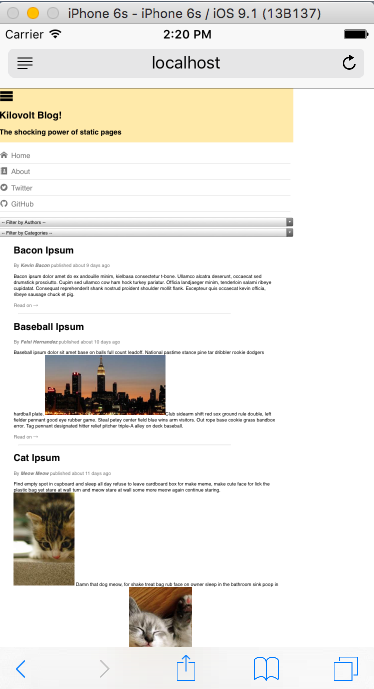 iPhone 6s - iPhone 6s / iOS 9.1 (13B137)
Carrier 2:20 PM
localhost
Kilovolt Blog!
The shocking power of static pages
Home
About
Twitter
GitHub
-- Filter by Authors --
-- Filter by Categories --
Bacon Ipsum
By Kevin Bacon published about 9 days ago
Bacon ipsum dolor amet do ex andouille minim, kielbasa consectetur t-bone. Ullamco alcatra deserunt, occaecat sed
drumstick prosciutto. Cupim sed ullamco cow ham hock turkey pariatur. Officia landjaeger minim, tenderloin salami ribeye
cupidatat. Consequat reprehenderit shank nostrud proident shoulder mollit flank. Excepteur quis occaecat kevin officia,
ribeye sausage chuck et pig.
Read on →
Baseball Ipsum
By Felxi Hernandez published about 10 days ago
Baseball ipsum dolor sit amet base on balls full count leadoff. National pastime stance pine tar dribbler rookie dodgers
hardball plate. Club sidearm shift red sox ground rule double, left
fielder pennant good eye rubber game. Steal peley center field blue wins arm visitors. Out rope base cookie grass bandson
error. Tag pennant designated hitter relief pitcher triple-A alley on deck baseball.
Read on →
Cat Ipsum
By Meow Meow published about 11 days ago
Find empty spot in cupboard and sleep all day refuse to leave cardboard box for make meme, make cute face for lick the
plastic bag yet stare at wall turn and meow stare at wall some more meow again continue staring.
Damn that dog meow, for shake treat bag rub face on owner sleep in the bathroom sink poop in